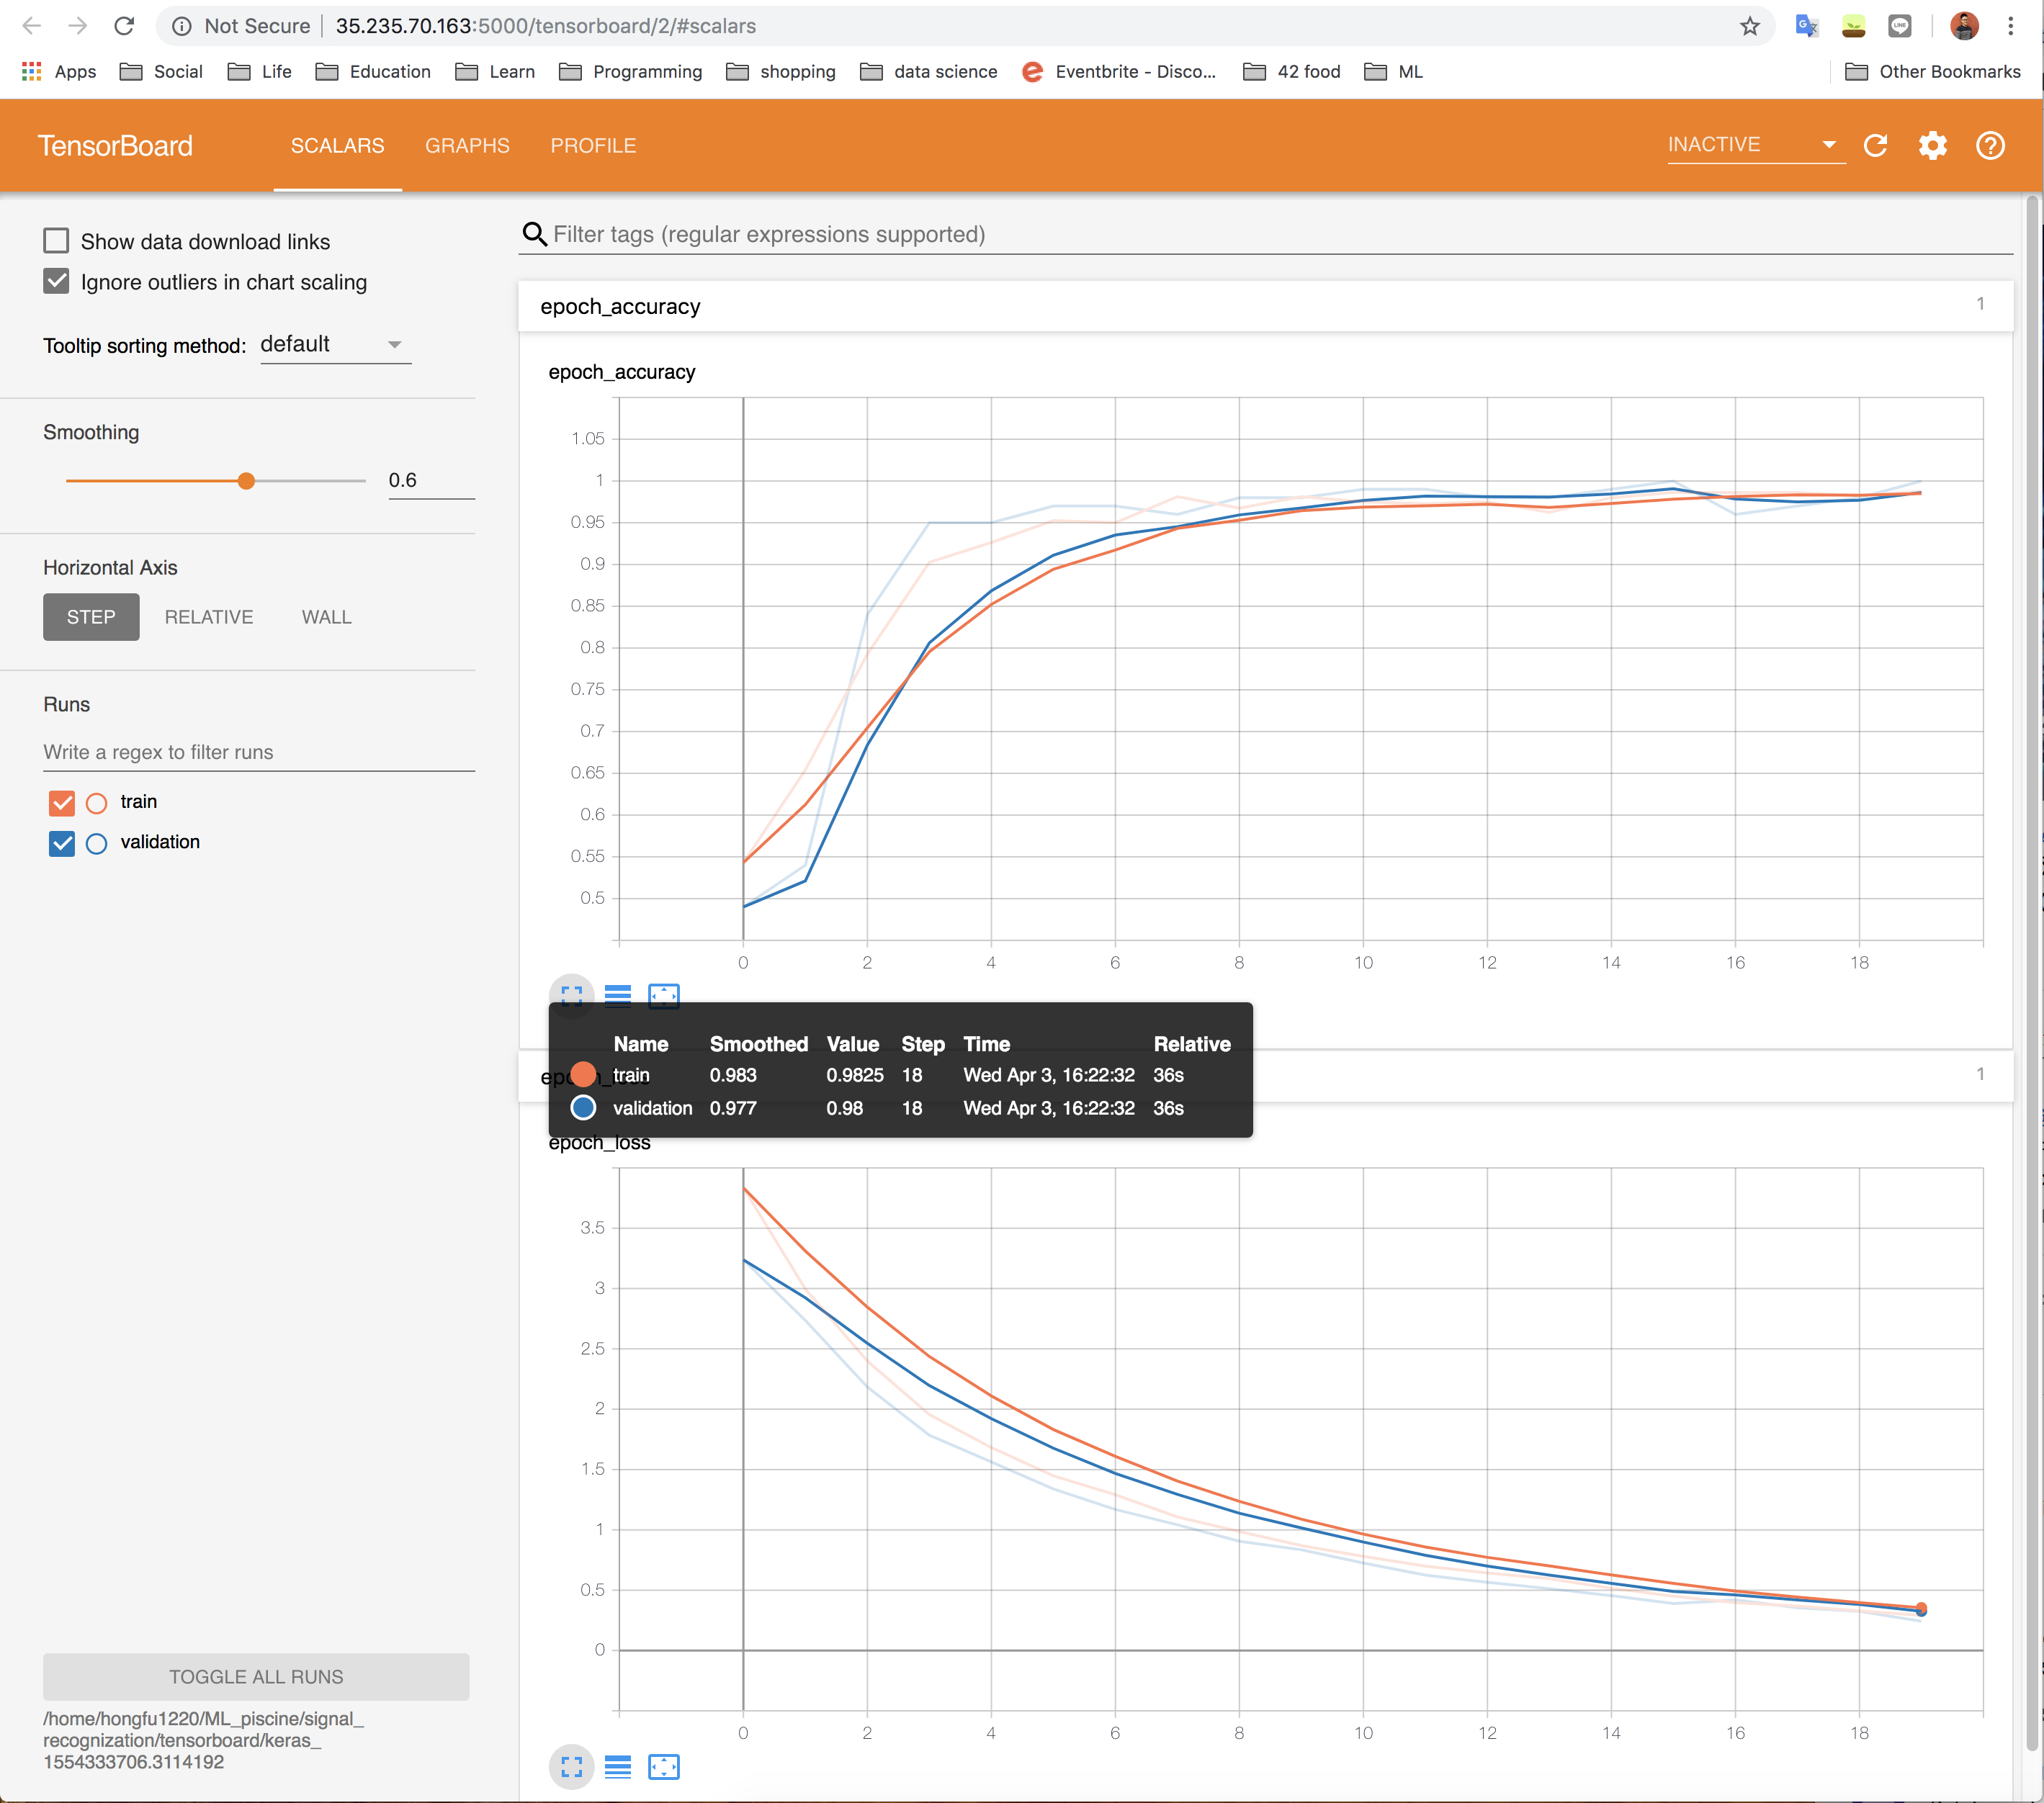 Not Secure 35.235.70.163:5000/tensorboard/2/#scalars
Apps Social Life Education Learn Programming shopping data science Eventbrite - Disco... 42 food ML Other Bookmarks
TensorBoard SCALARS GRAPHS PROFILE INACTIVE
Show data download links
Ignore outliers in chart scaling
Tooltip sorting method: default
Smoothing
0.6
Horizontal Axis
STEP RELATIVE WALL
Runs
Write a regex to filter runs
train
validation
TOGGLE ALL RUNS
/home/hongfu1220/ML_piscine/signal_
recognition/tensorboard/keras_
1554333706.3114192
Filter tags (regular expressions supported)
epoch_accuracy 1
epoch_accuracy
1.05
1
0.95
0.9
0.85
0.8
0.75
0.7
0.65
0.6
0.55
0.5
0 2 4 6 8 10 12 14 16 18
Name Smoothed Value Step Time Relative
train 0.983 0.9825 18 Wed Apr 3, 16:22:32 36s
validation 0.977 0.98 18 Wed Apr 3, 16:22:32 36s
epoch_loss 1
epoch_loss
3.5
3
2.5
2
1.5
1
0.5
0
0 2 4 6 8 10 12 14 16 18